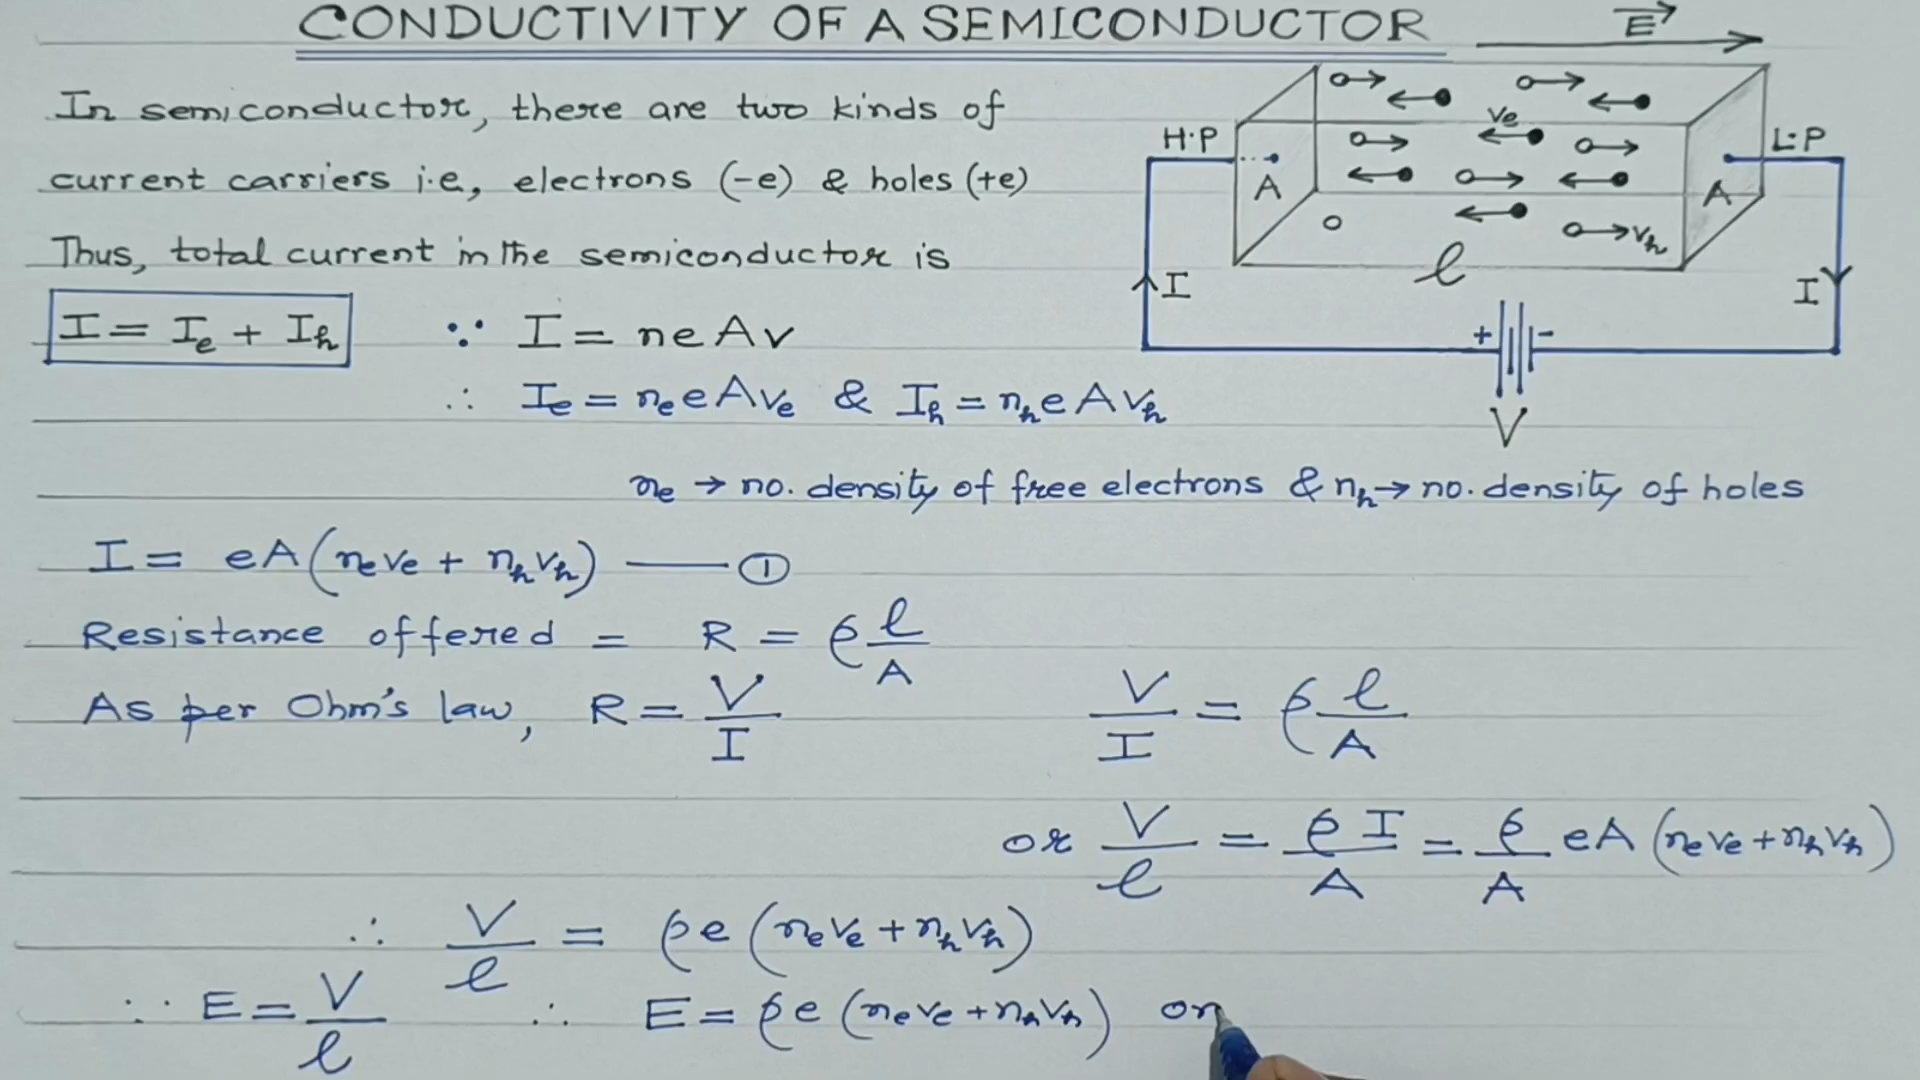 CONDUCTIVITY OF A SEMICONDUCTOR
E→
In semiconductor, there are two kinds of
current carriers i.e, electrons (-e) & holes (+e)
Thus, total current in the semiconductor is
H.P
L.P
A
A
ve
vₕ
l
I
I
+ -
V
I = Iₑ + Iₕ ∵ I = neAv
∴ Iₑ = nₑeAvₑ & Iₕ = nₕeAvₕ
nₑ → no. density of free electrons & nₕ → no. density of holes
I = eA(nₑvₑ + nₕvₕ) —— ①
Resistance offered = R = ρ l/A
As per Ohm's law, R = V/I
V/I = ρ l/A
or V/l = ρI/A = ρ/A eA (nₑvₑ + nₕvₕ)
∴ V/l = ρe (nₑvₑ + nₕvₕ)
∵ E = V/l ∴ E = ρe (nₑvₑ + nₕvₕ) or